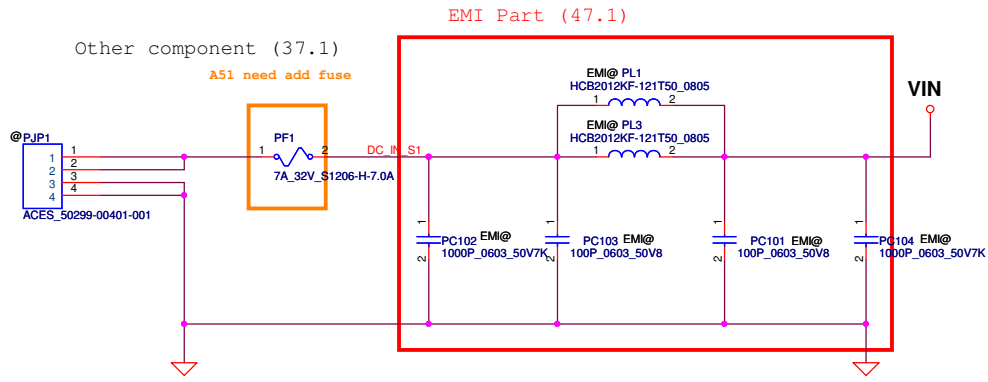 EMI Part (47.1)
Other component (37.1)
A51 need add fuse
EMI@ PL1
HCB2012KF-121T50_0805
1 2
VIN
EMI@ PL3
HCB2012KF-121T50_0805
1 2
@PJP1
1 1
2 2
3 3
4 4
ACES_50299-00401-001
PF1
1 2
7A_32V_S1206-H-7.0A
DC_IN_S1
1
PC102 EMI@
1000P_0603_50V7K
2
1
PC103 EMI@
100P_0603_50V8
2
1
PC101 EMI@
100P_0603_50V8
2
1
PC104 EMI@
1000P_0603_50V7K
2